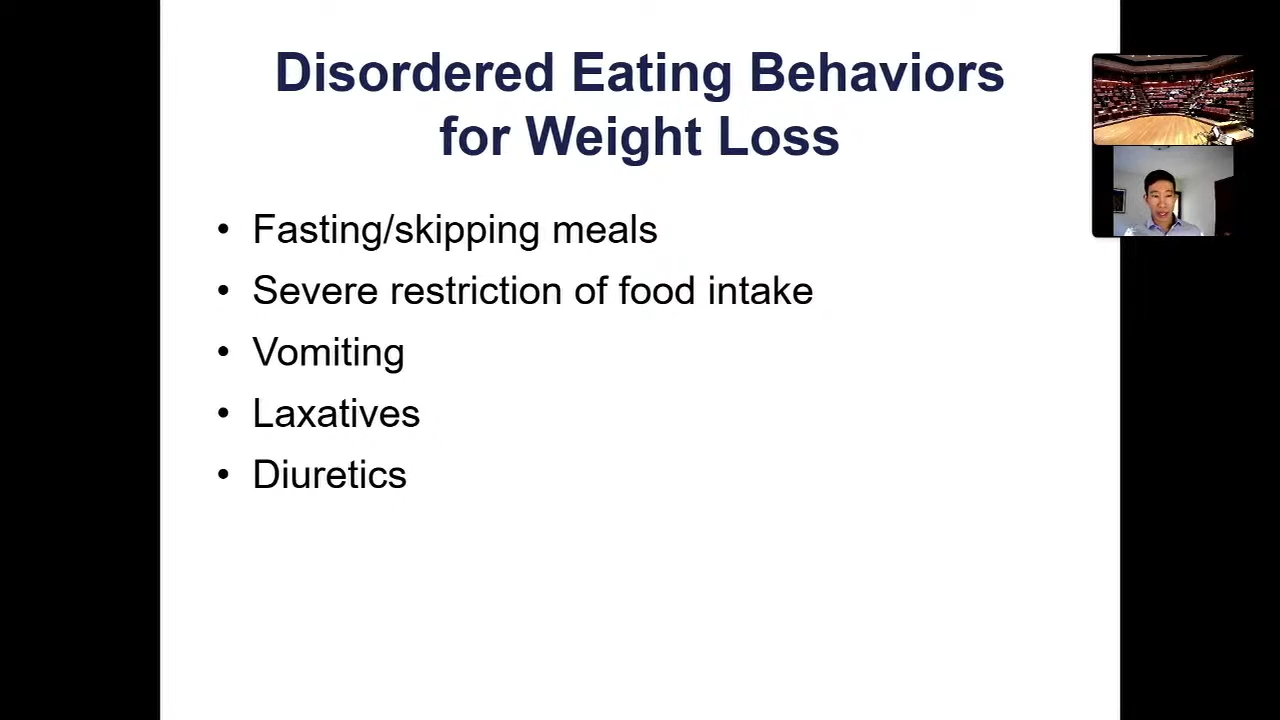 Disordered Eating Behaviors
for Weight Loss
• Fasting/skipping meals
• Severe restriction of food intake
• Vomiting
• Laxatives
• Diuretics